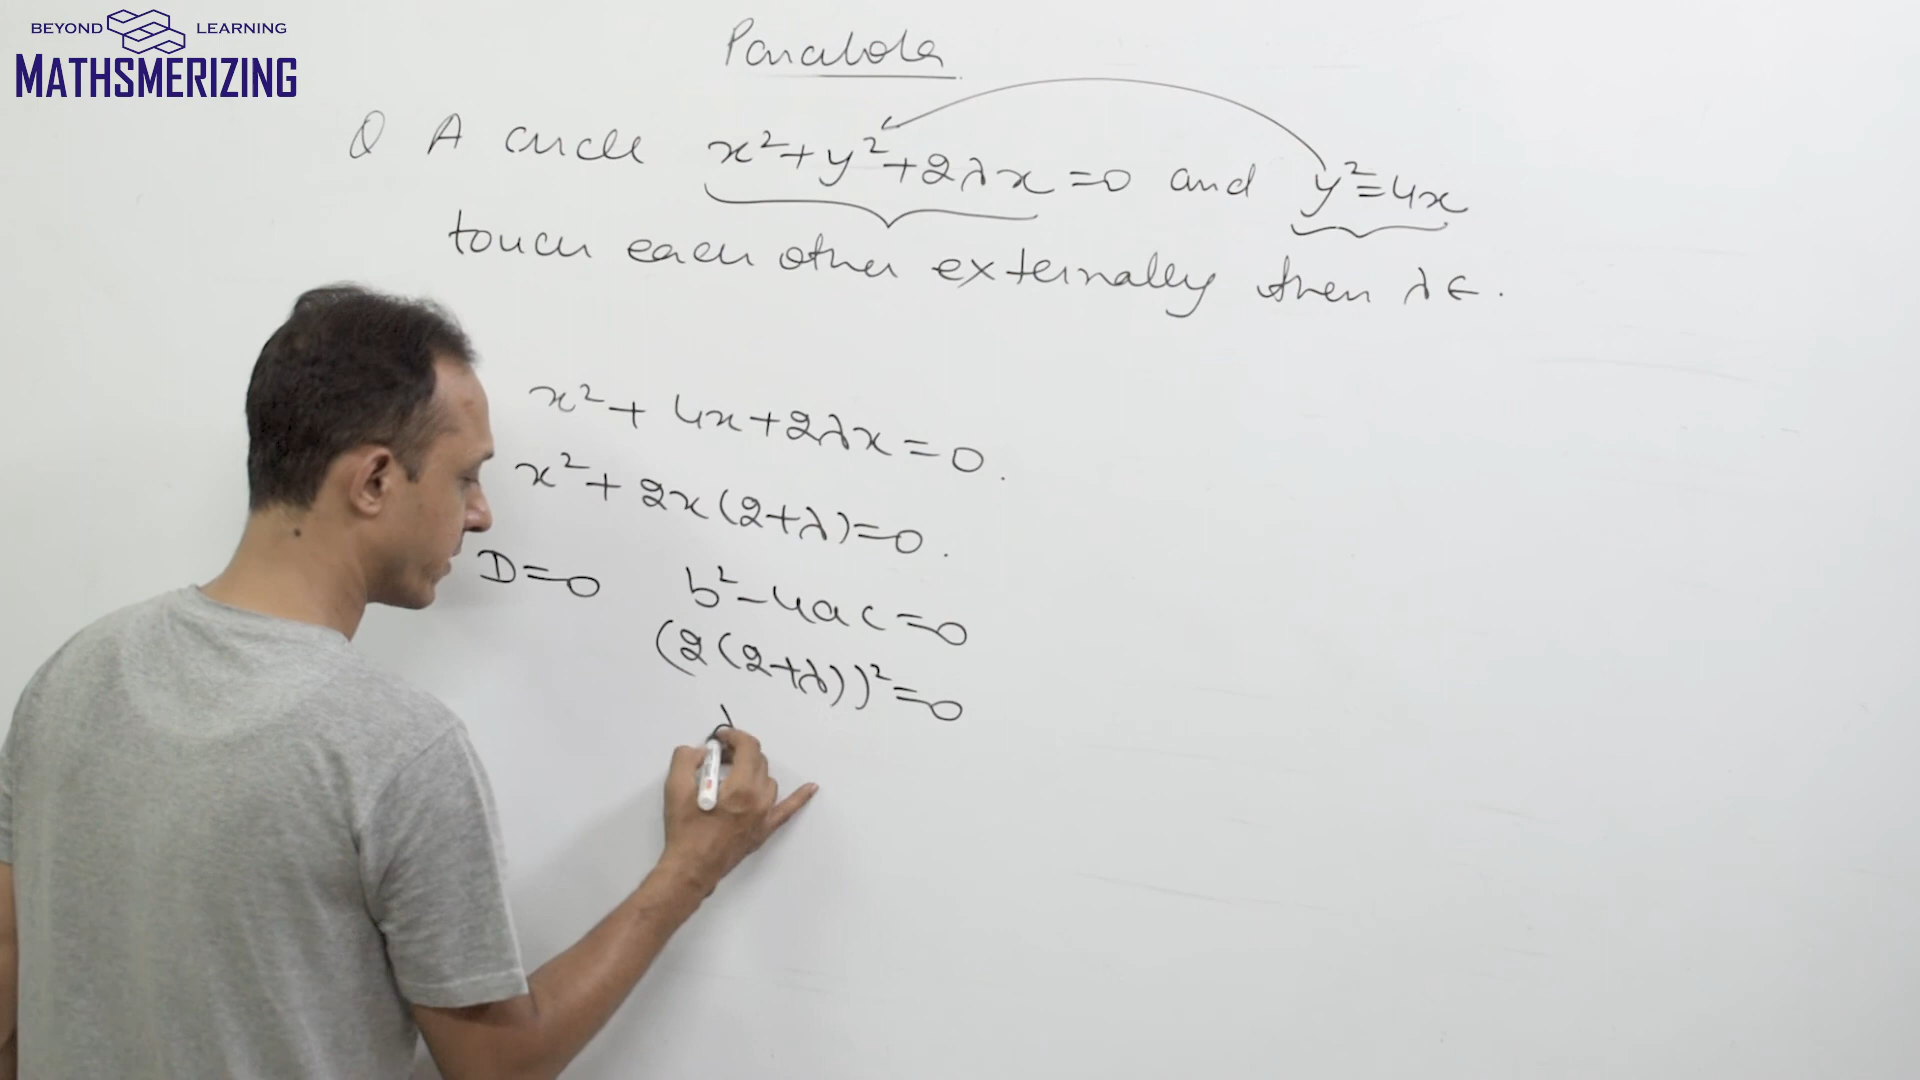 BEYOND LEARNING
MATHSMERIZING
Parabola
Q A circle x²+y²+2λx=0 and y²=4x
touch each other externally then λ∈.
x²+4x+2λx=0.
x²+2x(2+λ)=0.
D=0 b²-4ac=0
(2(2+λ))²=0
λ